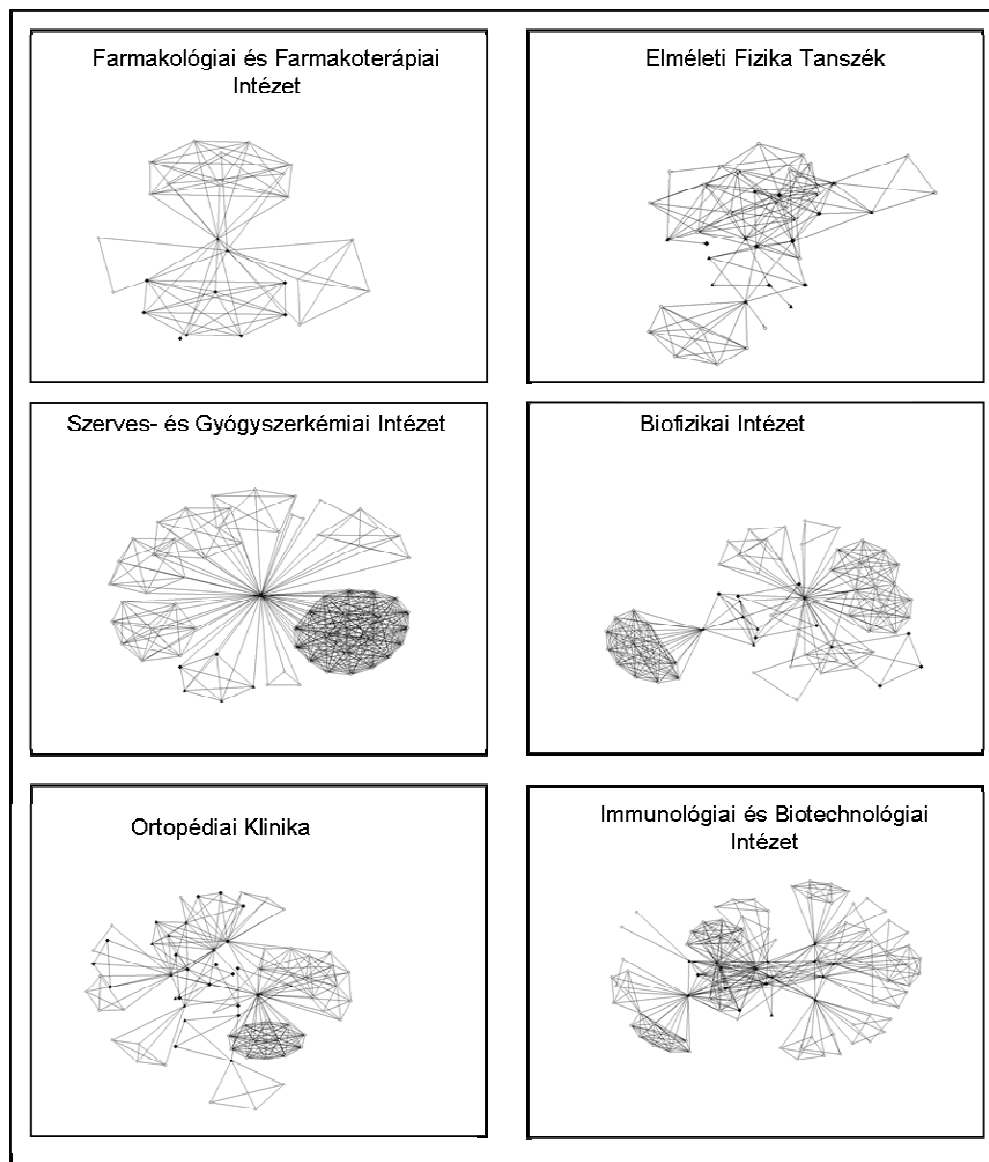 Farmakológiai és Farmakoterápiai
Intézet
Elméleti Fizika Tanszék
Szerves- és Gyógyszerkémiai Intézet
Biofizikai Intézet
Ortopédiai Klinika
Immunológiai és Biotechnológiai
Intézet